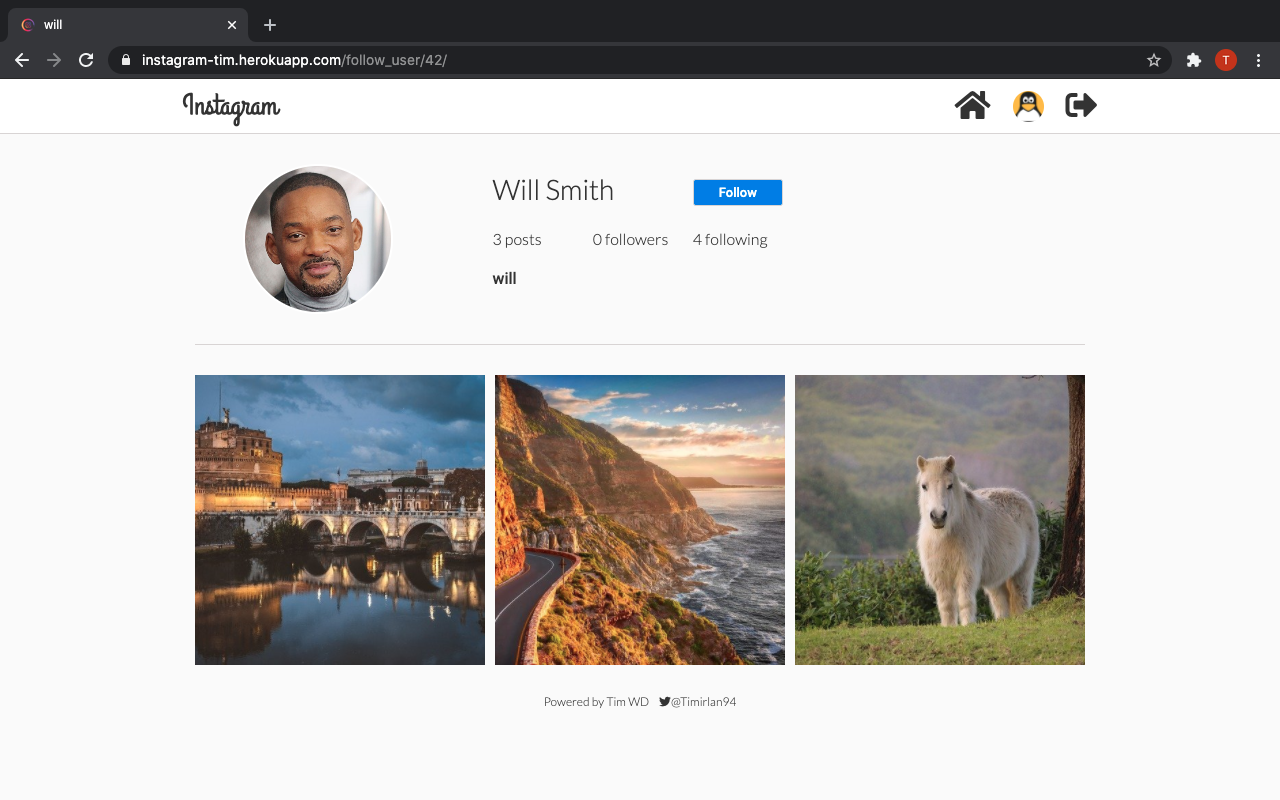 will
instagram-tim.herokuapp.com/follow_user/42/
T
Instagram
Will Smith Follow
3 posts 0 followers 4 following
will
Powered by Tim WD @Timirlan94